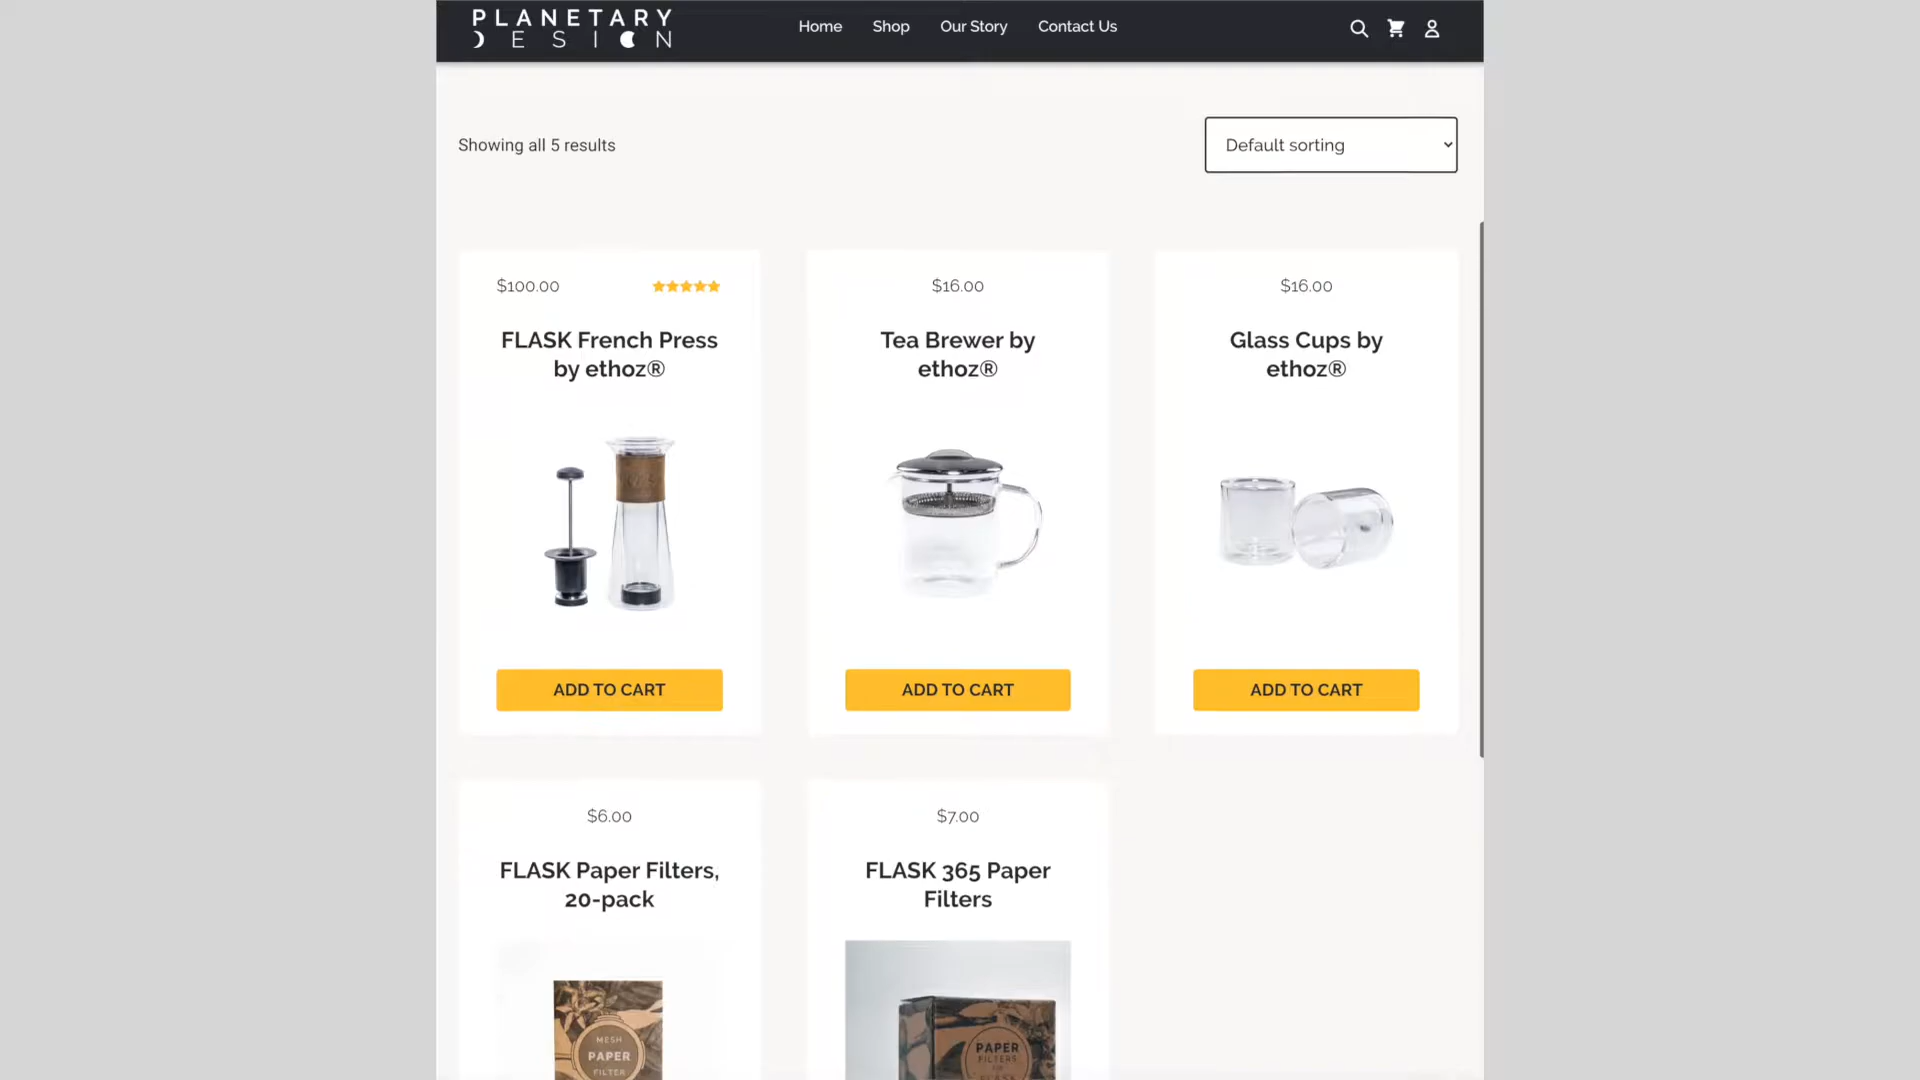 PLANETARY
DESIGN
Home
Shop
Our Story
Contact Us
Showing all 5 results
Default sorting
$100.00
FLASK French Press
by ethoz®
ADD TO CART
$16.00
Tea Brewer by
ethoz®
ADD TO CART
$16.00
Glass Cups by
ethoz®
ADD TO CART
$6.00
FLASK Paper Filters,
20-pack
MESH
PAPER
FILTER
$7.00
FLASK 365 Paper
Filters
PAPER
FILTERS
FLASK